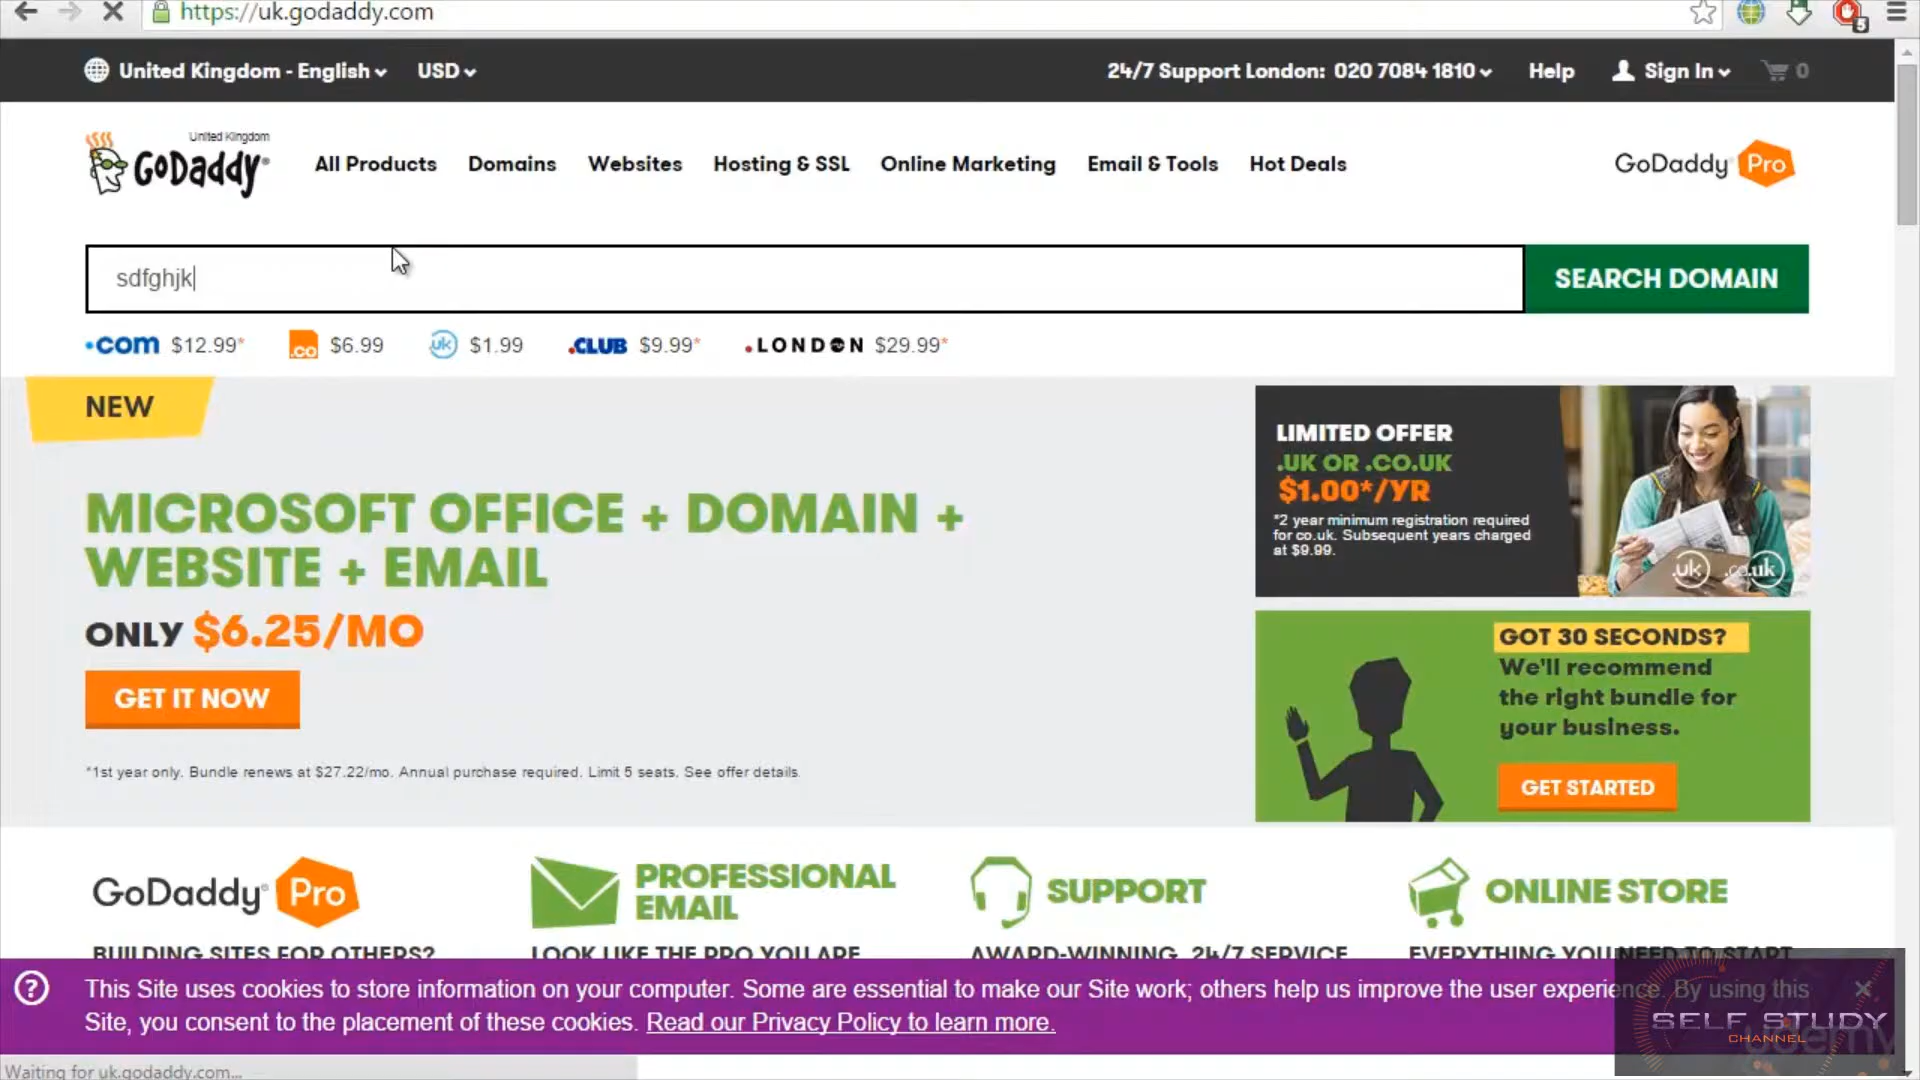 https://uk.godaddy.com
5
United Kingdom - English
USD
24/7 Support London: 020 7084 1810
Help
Sign In
0
United Kingdom
GoDaddy
All Products
Domains
Websites
Hosting & SSL
Online Marketing
Email & Tools
Hot Deals
GoDaddy Pro
sdfghjk
SEARCH DOMAIN
.com $12.99*
.co $6.99
uk $1.99
.CLUB $9.99*
.LONDON $29.99*
NEW
MICROSOFT OFFICE + DOMAIN +
WEBSITE + EMAIL
ONLY $6.25/MO
GET IT NOW
*1st year only. Bundle renews at $27.22/mo. Annual purchase required. Limit 5 seats. See offer details.
LIMITED OFFER
.UK OR .CO.UK
$1.00*/YR
*2 year minimum registration required
for co.uk. Subsequent years charged
at $9.99.
.uk
.co.uk
GOT 30 SECONDS?
We'll recommend
the right bundle for
your business.
GET STARTED
GoDaddy Pro
BUILDING SITES FOR OTHERS?
PROFESSIONAL
EMAIL
LOOK LIKE THE PRO YOU ARE
SUPPORT
AWARD-WINNING, 24/7 SERVICE
ONLINE STORE
EVERYTHING YOU NEED TO START
This Site uses cookies to store information on your computer. Some are essential to make our Site work; others help us improve the user experience. By using this
Site, you consent to the placement of these cookies. Read our Privacy Policy to learn more.
SELF STUDY
CHANNEL
udemy
Waiting for uk.godaddy.com...